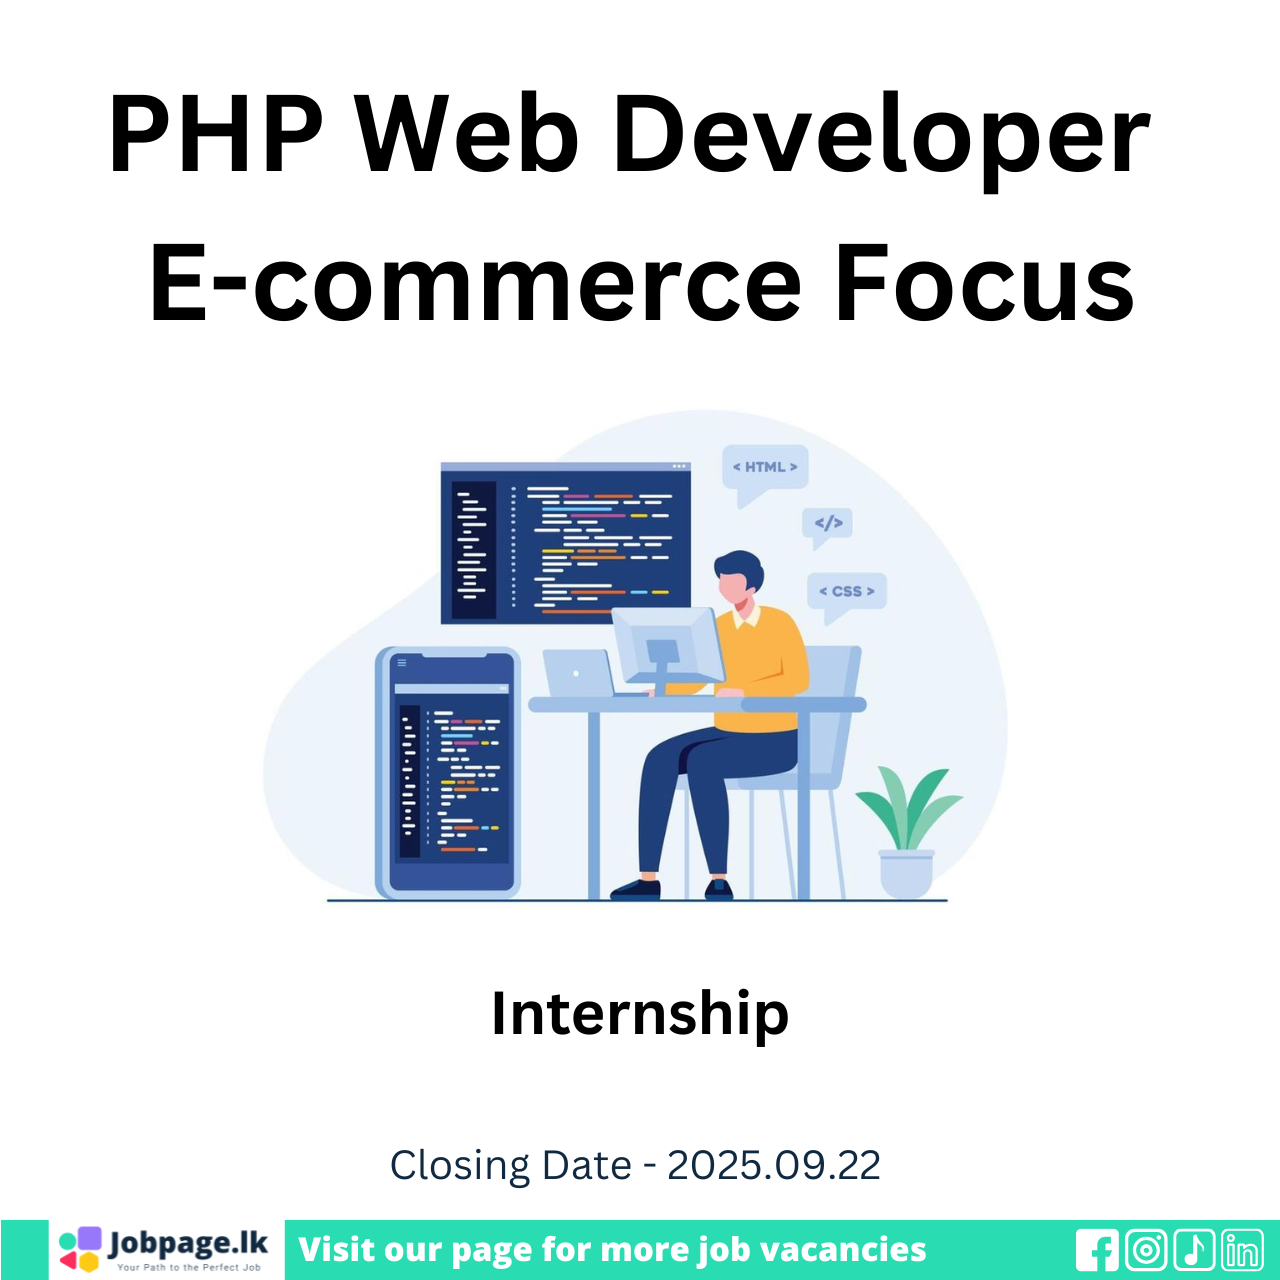 PHP Web Developer
E-commerce Focus
< HTML >
</>
< CSS >
Internship
Closing Date - 2025.09.22
Jobpage.lk
Your Path to the Perfect Job
Visit our page for more job vacancies